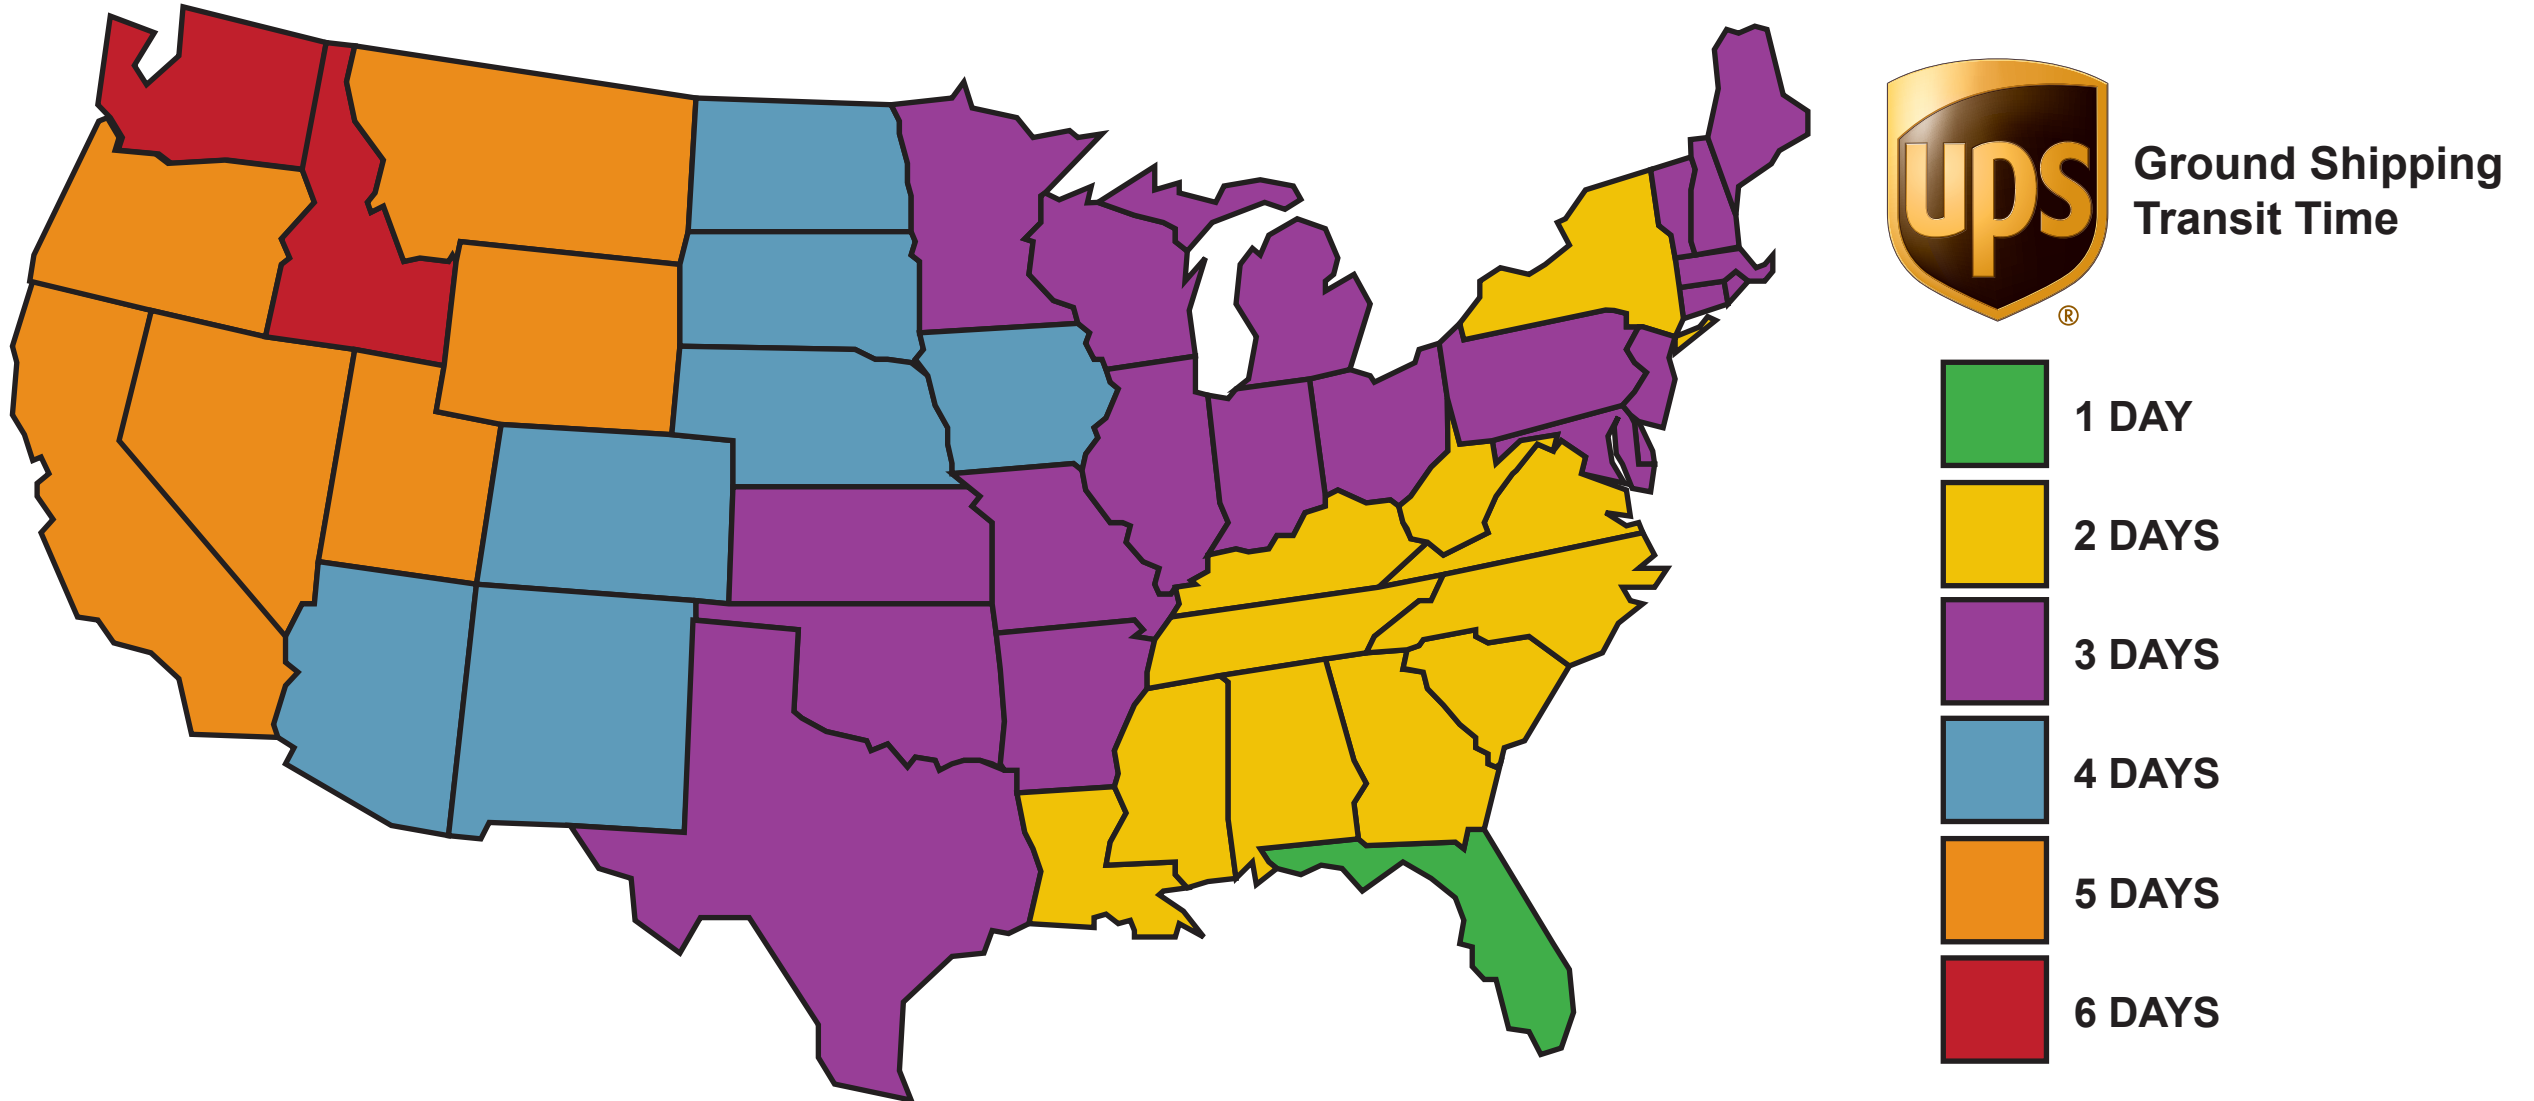 ups
®
Ground Shipping
Transit Time
1 DAY
2 DAYS
3 DAYS
4 DAYS
5 DAYS
6 DAYS